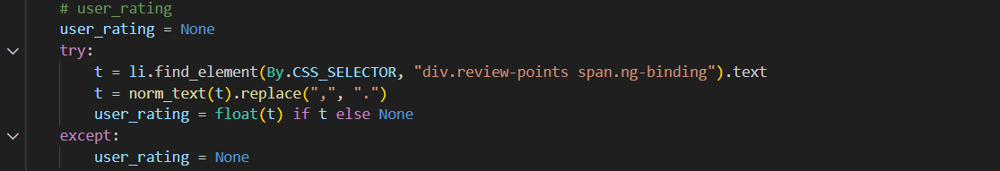 # user_rating
user_rating = None
try:
    t = li.find_element(By.CSS_SELECTOR, "div.review-points span.ng-binding").text
    t = norm_text(t).replace(",", ".")
    user_rating = float(t) if t else None
except:
    user_rating = None